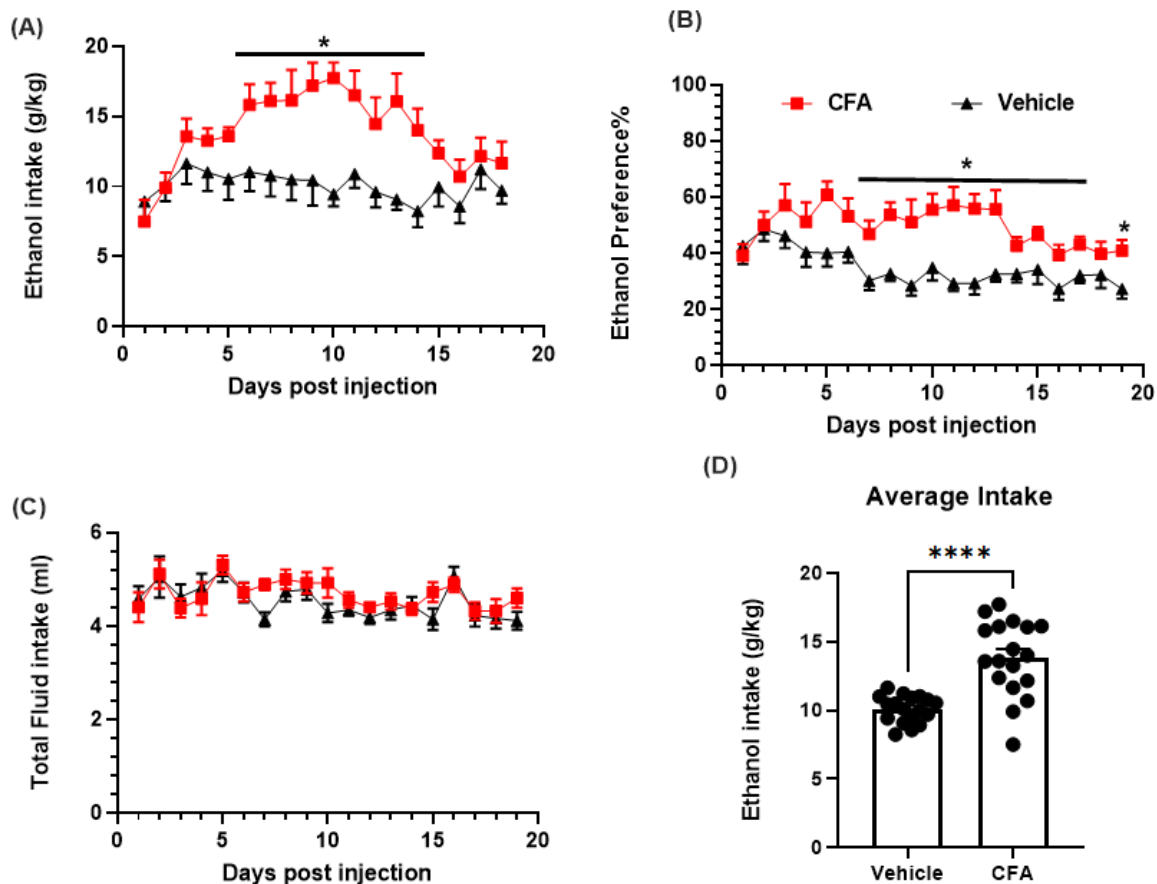 (A)
*
20
15
10
5
0
Ethanol intake (g/kg)
0 5 10 15 20
Days post injection
(B)
100
80
60
40
20
0
Ethanol Preference%
CFA Vehicle
*
*
0 5 10 15 20
Days post injection
(C)
6
4
2
0
Total Fluid intake (ml)
0 5 10 15 20
Days post injection
(D)
Average Intake
****
20
15
10
5
0
Ethanol intake (g/kg)
Vehicle CFA